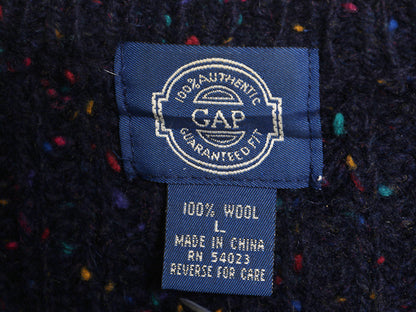 100% AUTHENTIC
GAP
GUARANTEED FIT
100% WOOL
L
MADE IN CHINA
RN 54023
REVERSE FOR CARE